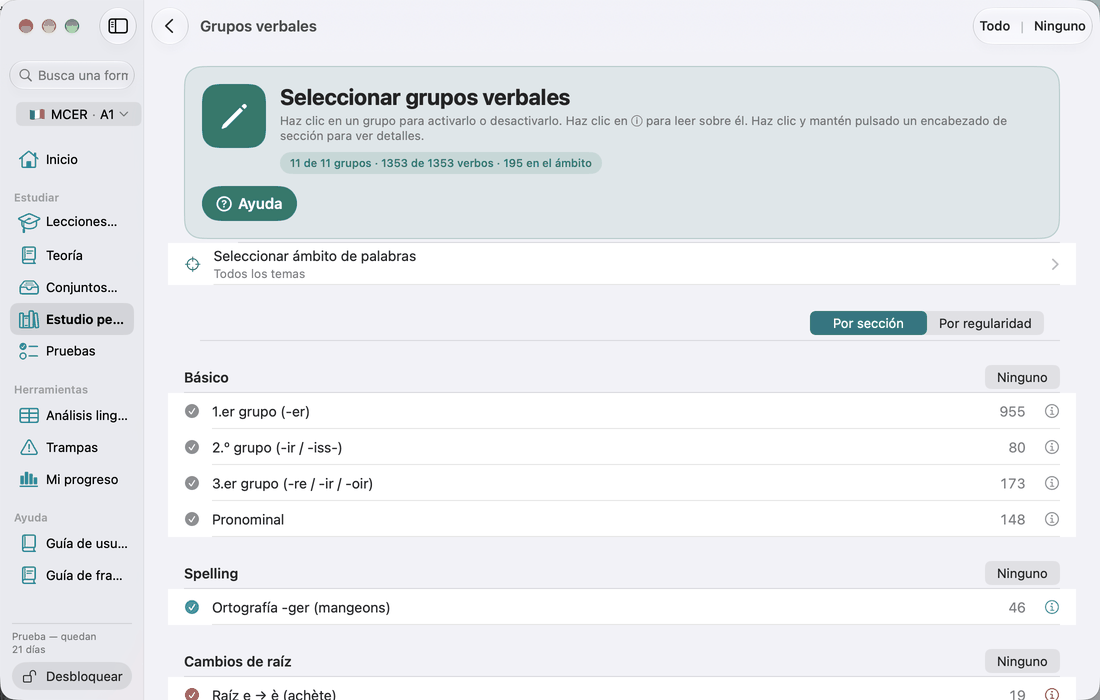 Grupos verbales
Todo | Ninguno
Busca una forn
MCER · A1
Inicio
Estudiar
Lecciones...
Teoría
Conjuntos...
Estudio pe...
Pruebas
Herramientas
Análisis ling...
Trampas
Mi progreso
Ayuda
Guía de usu...
Guía de fra...
Prueba — quedan
21 días
Desbloquear
Seleccionar grupos verbales
Haz clic en un grupo para activarlo o desactivarlo. Haz clic en ⓘ para leer sobre él. Haz clic y mantén pulsado un encabezado de
sección para ver detalles.
11 de 11 grupos · 1353 de 1353 verbos · 195 en el ámbito
Ayuda
Seleccionar ámbito de palabras
Todos los temas
Por sección Por regularidad
Básico Ninguno
1.er grupo (-er) 955
2.º grupo (-ir / -iss-) 80
3.er grupo (-re / -ir / -oir) 173
Pronominal 148
Spelling Ninguno
Ortografía -ger (mangeons) 46
Cambios de raíz Ninguno
Raíz e → è (achète) 19